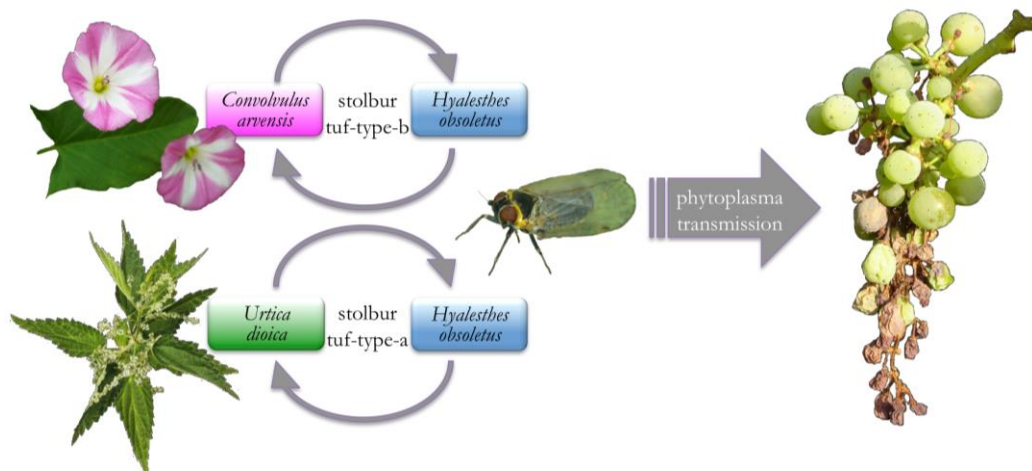 Convolvulus
arvensis
stolbur
tuf-type-b
Hyalesthes
obsoletus
phytoplasma
transmission
Urtica
dioica
stolbur
tuf-type-a
Hyalesthes
obsoletus